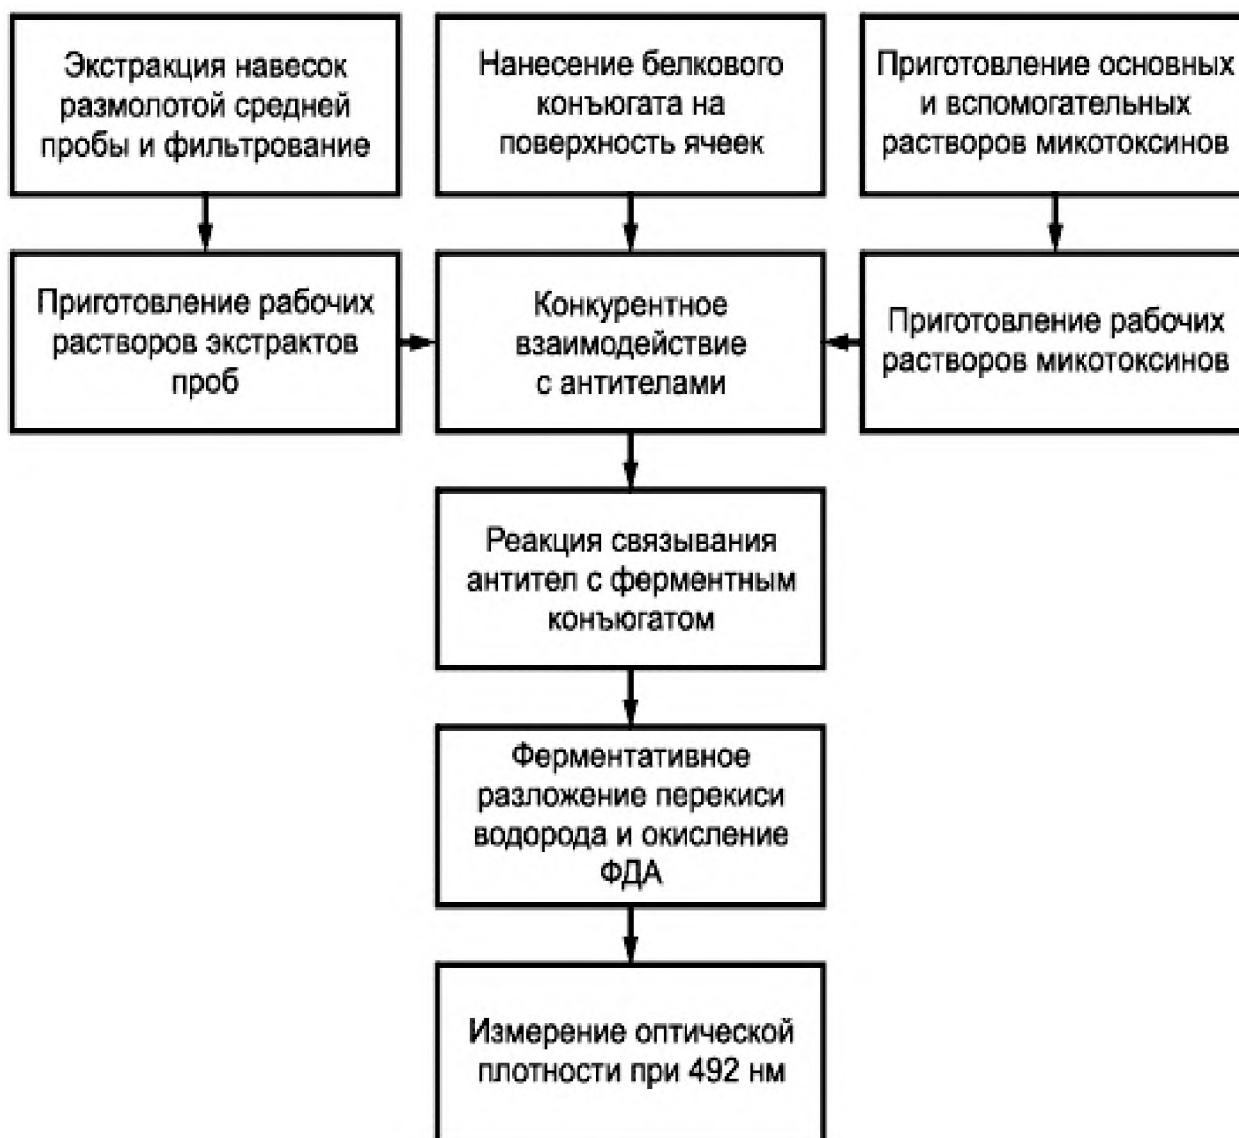 Экстракция навесок
размолотой средней
пробы и фильтрование
Нанесение белкового
конъюгата на
поверхность ячеек
Приготовление основных
и вспомогательных
растворов микотоксинов
Приготовление рабочих
растворов экстрактов
проб
Конкурентное
взаимодействие
с антителами
Приготовление рабочих
растворов микотоксинов
Реакция связывания
антител с ферментным
конъюгатом
Ферментативное
разложение перекиси
водорода и окисление
ФДА
Измерение оптической
плотности при 492 нм